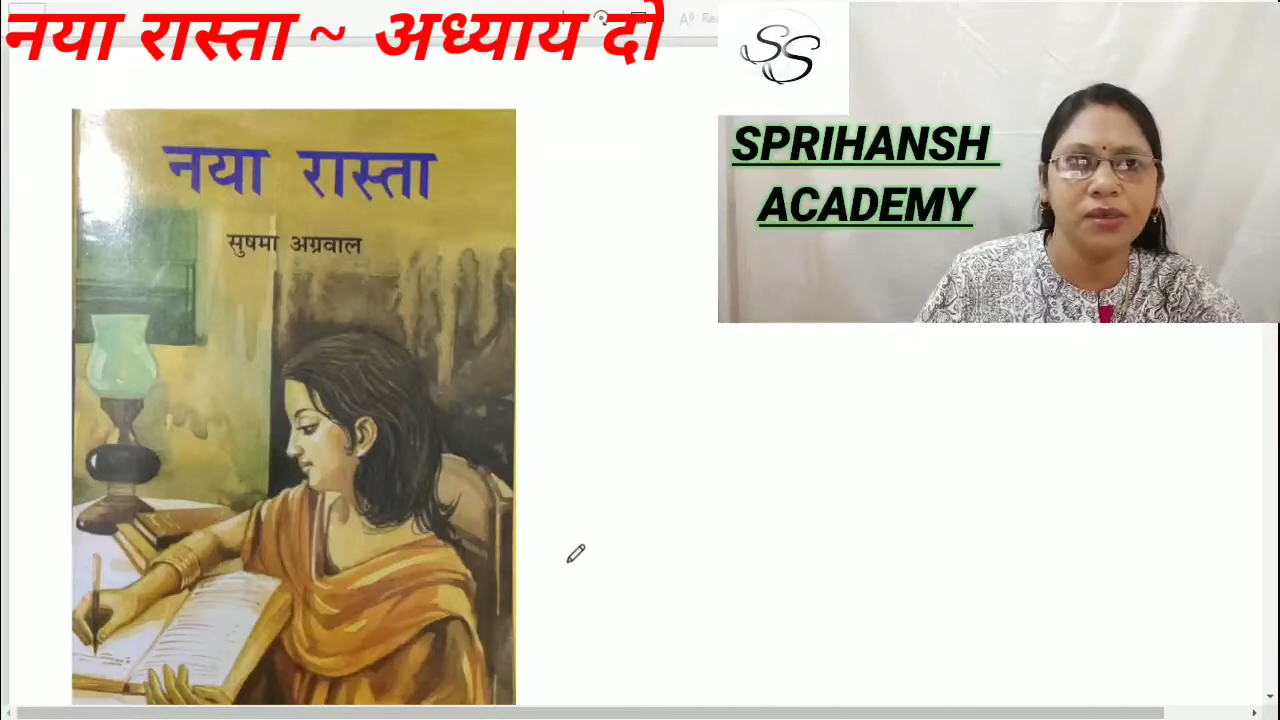 नया रास्ता ~ अध्याय दो
SS
SPRIHANSH
ACADEMY
नया रास्ता
सुषमा अग्रवाल